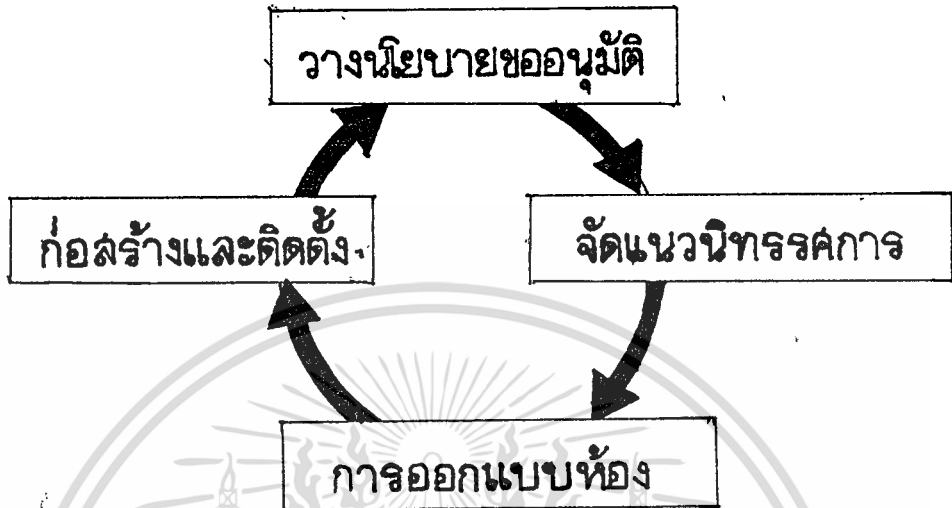 วางนโยบายขออนุมัติ
จัดแนวนิทรรศการ
การออกแบบห้อง
ก่อสร้างและติดตั้ง